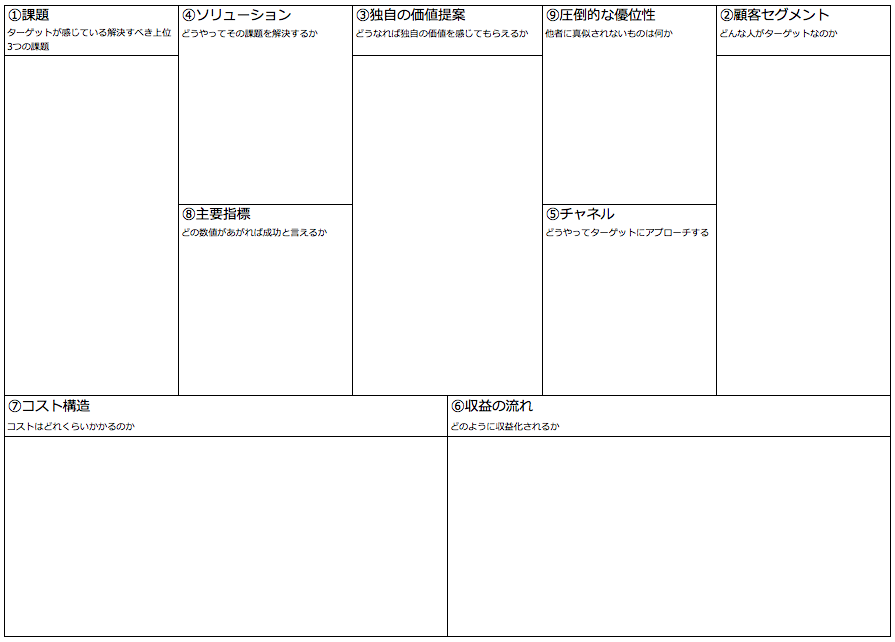 ①課題
ターゲットが感じている解決すべき上位
3つの課題
④ソリューション
どうやってその課題を解決するか
③独自の価値提案
どうなれば独自の価値を感じてもらえるか
⑨圧倒的な優位性
他者に真似されないものは何か
②顧客セグメント
どんな人がターゲットなのか
⑧主要指標
どの数値があがれば成功と言えるか
⑤チャネル
どうやってターゲットにアプローチする
⑦コスト構造
コストはどれくらいかかるのか
⑥収益の流れ
どのように収益化されるか